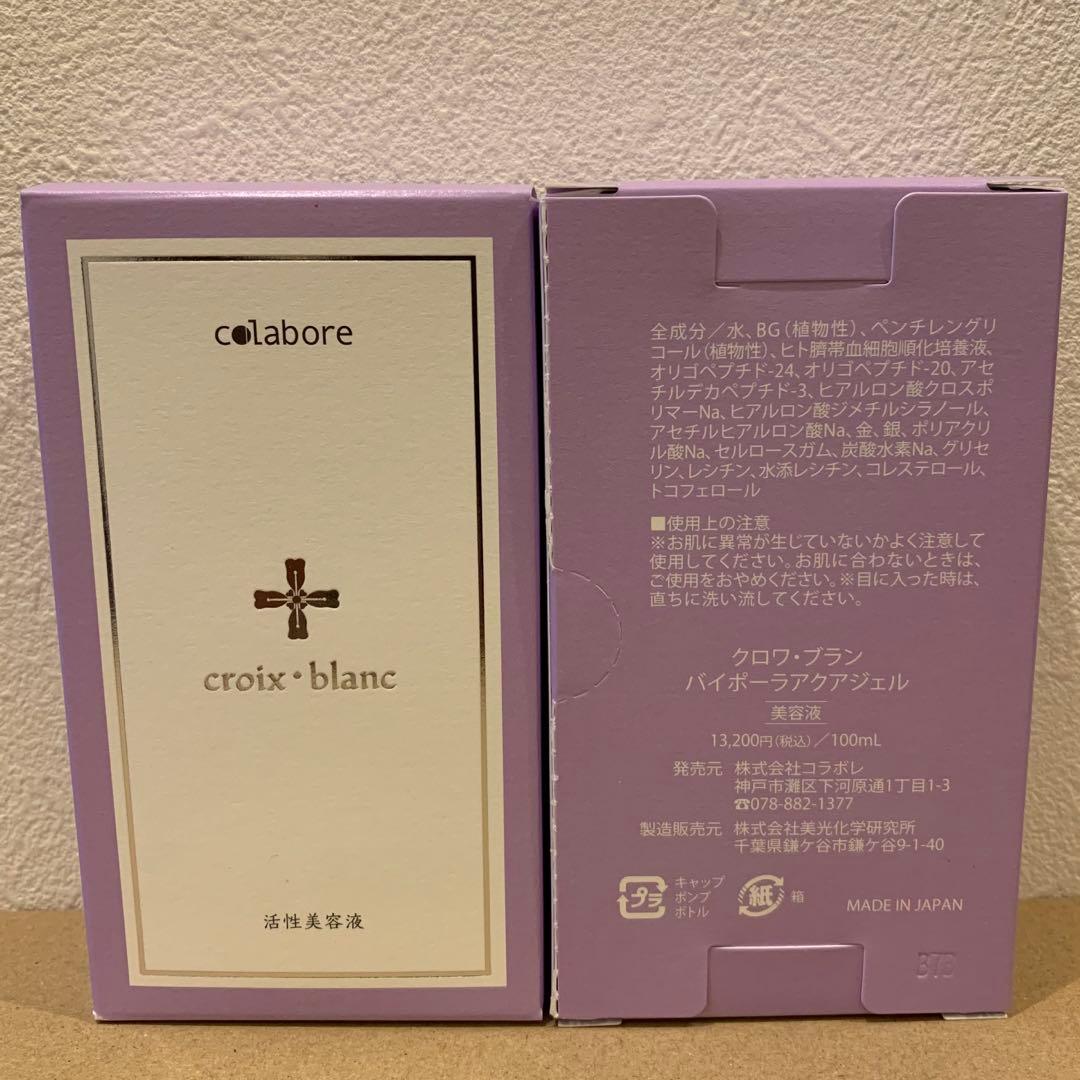 colabore
croix・blanc
活性美容液
全成分／水、BG（植物性）、ペンチレングリ
コール（植物性）、ヒト臍帯血細胞順化培養液、
オリゴペプチド-24、オリゴペプチド-20、アセ
チルデカペプチド-3、ヒアルロン酸クロスポ
リマーNa、ヒアルロン酸ジメチルシラノール、
アセチルヒアルロン酸Na、金、銀、ポリアクリ
ル酸Na、セルロースガム、炭酸水素Na、グリセ
リン、レシチン、水添レシチン、コレステロール、
トコフェロール
■使用上の注意
※お肌に異常が生じていないかよく注意して
使用してください。お肌に合わないときは、
ご使用をおやめください。※目に入った時は、
直ちに洗い流してください。
クロワ・ブラン
バイポーラアクアジェル
美容液
13,200円（税込）／100mL
発売元 株式会社コラボレ
神戸市灘区下河原通1丁目1-3
☎078-882-1377
製造販売元 株式会社美光化学研究所
千葉県鎌ケ谷市鎌ケ谷9-1-40
プラ
キャップ
ポンプ
ボトル
紙
箱
MADE IN JAPAN